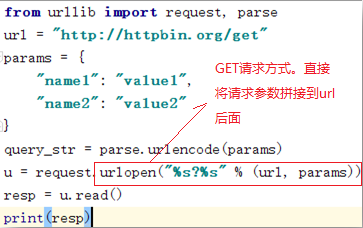 from urllib import request, parse
url = "http://httpbin.org/get"
params = {
"name1": "value1",
"name2": "value2"
}
query_str = parse.urlencode(params)
u = request.urlopen("%s?%s" % (url, params))
resp = u.read()
print(resp)
GET请求方式。直接
将请求参数拼接到url
后面